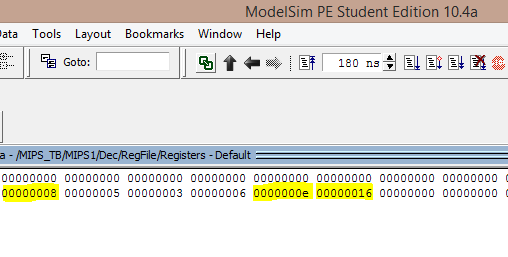 ModelSim PE Student Edition 10.4a
Data Tools Layout Bookmarks Window Help
Goto: 180 ns
a - /MIPS_TB/MIPS1/Dec/RegFile/Registers - Default
00000000 00000000 00000000 00000000 00000000 00000000 00000000 00000000
00000008 00000005 00000003 00000006 0000000e 00000016 00000000 00000000